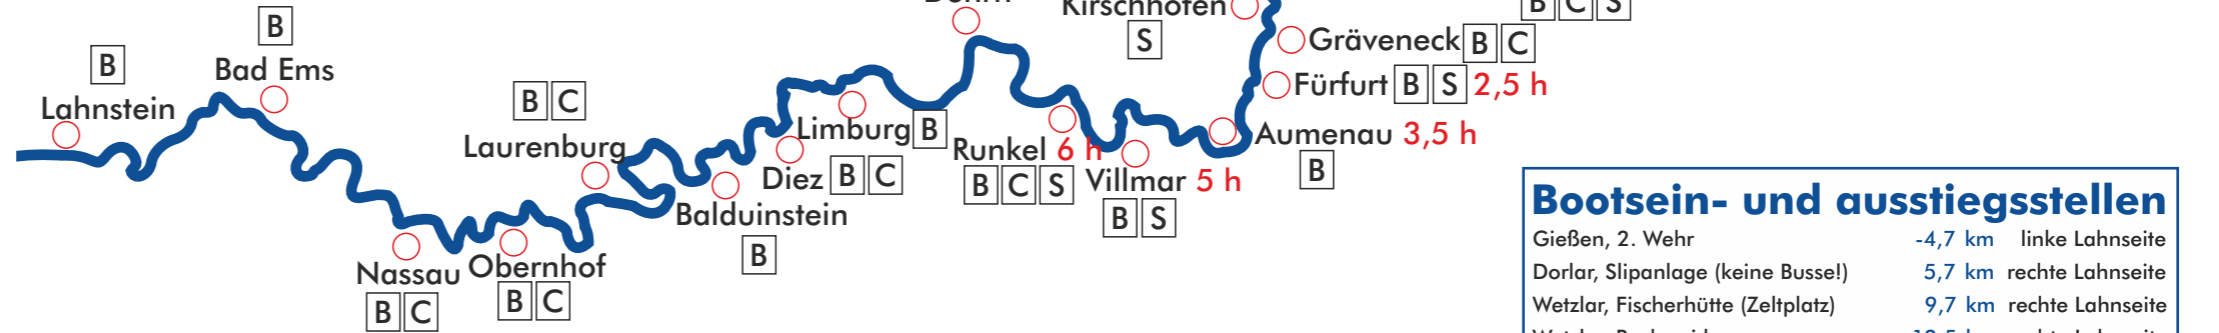 B C S
Kirschhofen
S
Gräveneck B C
Fürfurt B S 2,5 h
Aumenau 3,5 h
B
Villmar 5 h
B S
Runkel 6 h
B C S
Limburg B
Diez B C
Balduinstein
B
B C
Laurenburg
Obernhof
B C
Nassau
B C
B
Bad Ems
B
Lahnstein
Bootsein- und ausstiegsstellen
Gießen, 2. Wehr -4,7 km linke Lahnseite
Dorlar, Slipanlage (keine Busse!) 5,7 km rechte Lahnseite
Wetzlar, Fischerhütte (Zeltplatz) 9,7 km rechte Lahnseite